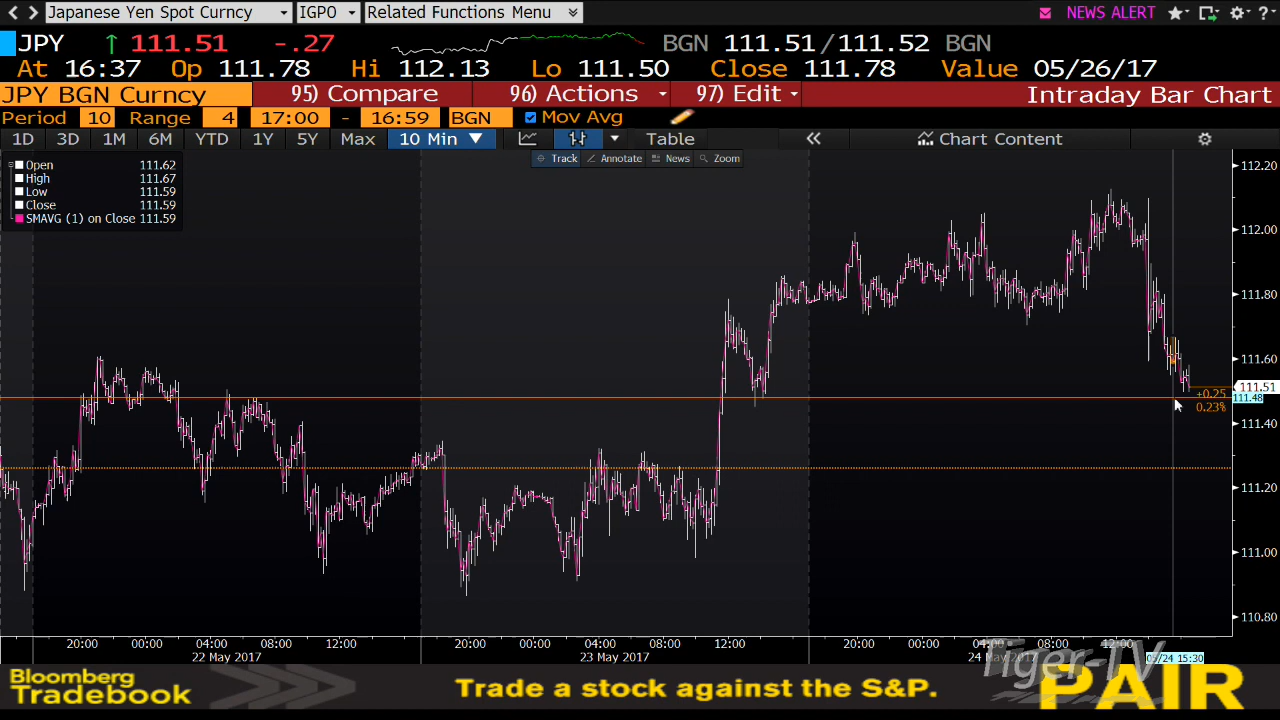 Japanese Yen Spot Curncy IGPO Related Functions Menu NEWS ALERT ?
JPY ↑ 111.51 -.27 BGN 111.51/111.52 BGN
At 16:37 Op 111.78 Hi 112.13 Lo 111.50 Close 111.78 Value 05/26/17
JPY BGN Curncy 95) Compare 96) Actions 97) Edit Intraday Bar Chart
Period 10 Range 4 17:00 - 16:59 BGN Mov Avg
1D 3D 1M 6M YTD 1Y 5Y Max 10 Min ▼ Table « Chart Content
Track Annotate News Zoom
Open 111.62
High 111.67
Low 111.59
Close 111.59
SMAVG (1) on Close 111.59
112.20
112.00
111.80
111.60
111.51
+0.25
111.48
0.23%
111.40
111.20
111.00
110.80
20:00 00:00 04:00 08:00 12:00 20:00 00:00 04:00 08:00 12:00 20:00 00:00 04:00 08:00 12:00
22 May 2017 23 May 2017 24 May 2017 05/24 15:30
Tiger-TV
Bloomberg
Tradebook
Trade a stock against the S&P.
PAIR